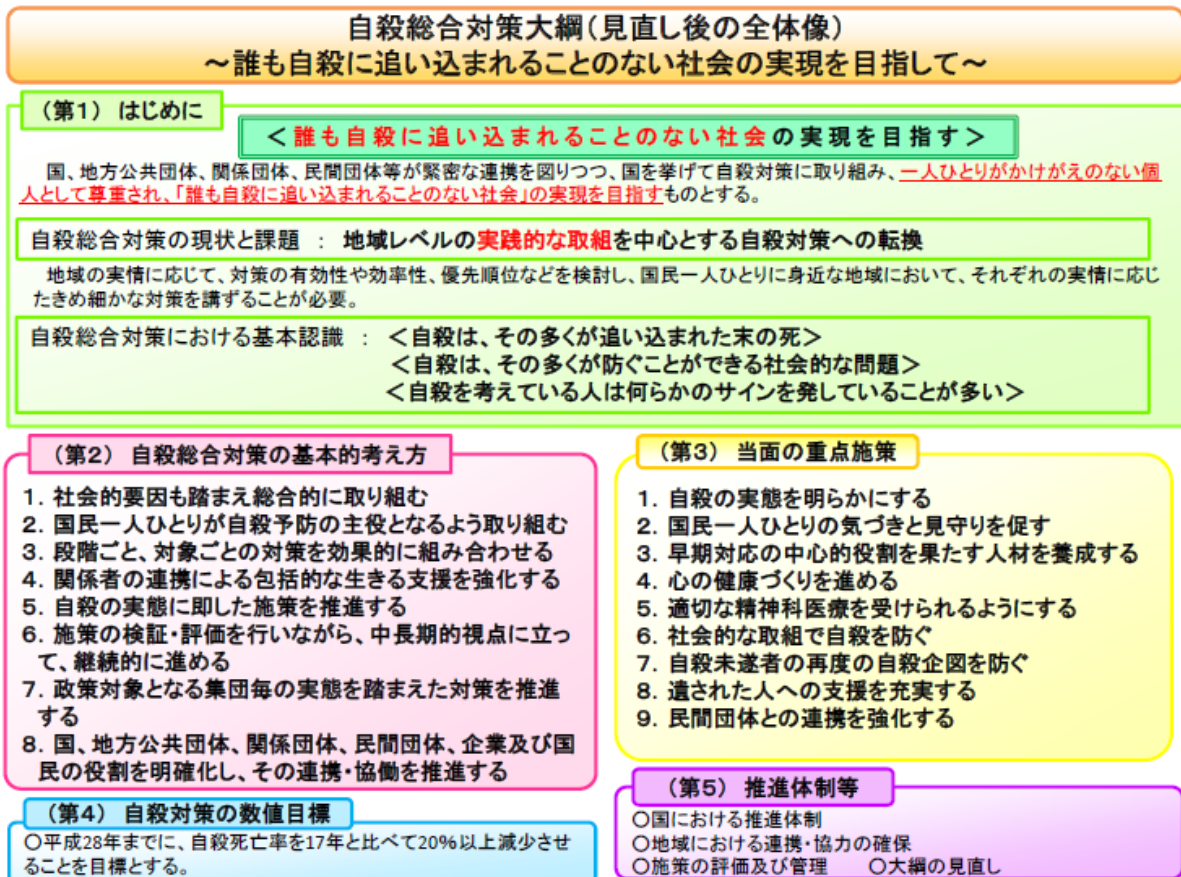 自殺総合対策大綱(見直し後の全体像)
～誰も自殺に追い込まれることのない社会の実現を目指して～
(第1) はじめに
＜誰も自殺に追い込まれることのない社会の実現を目指す＞
国、地方公共団体、関係団体、民間団体等が緊密な連携を図りつつ、国を挙げて自殺対策に取り組み、一人ひとりがかけがえのない個
人として尊重され、「誰も自殺に追い込まれることのない社会」の実現を目指すものとする。
自殺総合対策の現状と課題 ： 地域レベルの実践的な取組を中心とする自殺対策への転換
地域の実情に応じて、対策の有効性や効率性、優先順位などを検討し、国民一人ひとりに身近な地域において、それぞれの実情に応じ
たきめ細かな対策を講ずることが必要。
自殺総合対策における基本認識 ： ＜自殺は、その多くが追い込まれた末の死＞
＜自殺は、その多くが防ぐことができる社会的な問題＞
＜自殺を考えている人は何らかのサインを発していることが多い＞
(第2) 自殺総合対策の基本的考え方
1. 社会的要因も踏まえ総合的に取り組む
2. 国民一人ひとりが自殺予防の主役となるよう取り組む
3. 段階ごと、対象ごとの対策を効果的に組み合わせる
4. 関係者の連携による包括的な生きる支援を強化する
5. 自殺の実態に即した施策を推進する
6. 施策の検証・評価を行いながら、中長期的視点に立っ
て、継続的に進める
7. 政策対象となる集団毎の実態を踏まえた対策を推進
する
8. 国、地方公共団体、関係団体、民間団体、企業及び国
民の役割を明確化し、その連携・協働を推進する
(第3) 当面の重点施策
1. 自殺の実態を明らかにする
2. 国民一人ひとりの気づきと見守りを促す
3. 早期対応の中心的役割を果たす人材を養成する
4. 心の健康づくりを進める
5. 適切な精神科医療を受けられるようにする
6. 社会的な取組で自殺を防ぐ
7. 自殺未遂者の再度の自殺企図を防ぐ
8. 遺された人への支援を充実する
9. 民間団体との連携を強化する
(第4) 自殺対策の数値目標
○平成28年までに、自殺死亡率を17年と比べて20%以上減少させ
ることを目標とする。
(第5) 推進体制等
○国における推進体制
○地域における連携・協力の確保
○施策の評価及び管理 ○大綱の見直し